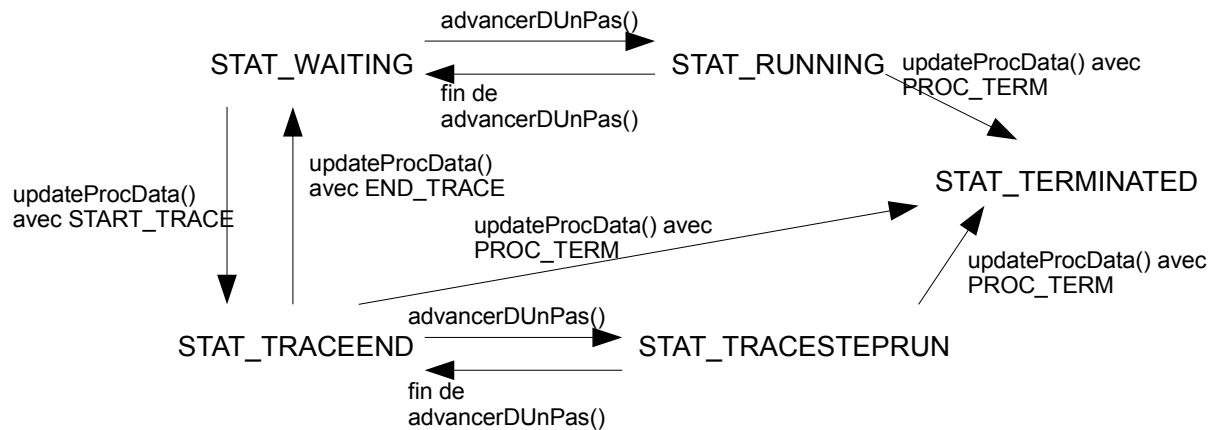 advancerDUnPas()
STAT_WAITING
STAT_RUNNING
updateProcData() avec
PROC_TERM
fin de
advancerDUnPas()
updateProcData()
avec START_TRACE
updateProcData()
avec END_TRACE
STAT_TERMINATED
updateProcData() avec
PROC_TERM
updateProcData() avec
PROC_TERM
advancerDUnPas()
STAT_TRACEEND
STAT_TRACESTEPRUN
fin de
advancerDUnPas()